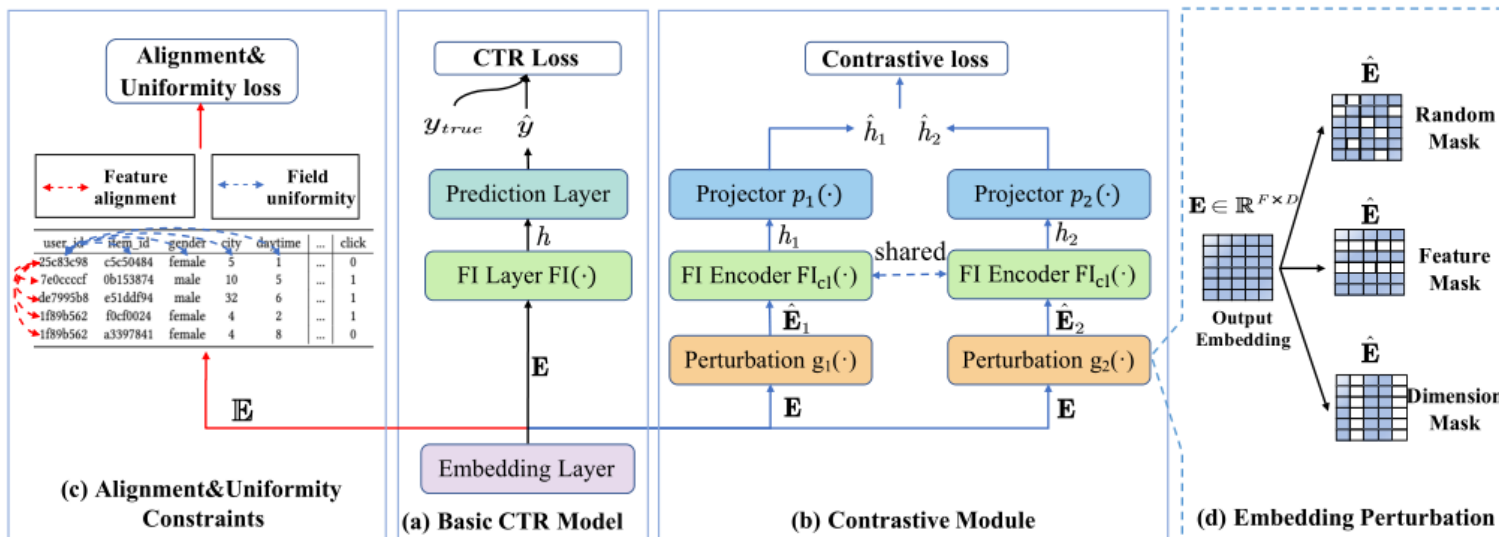 Alignment&
Uniformity loss
Feature
alignment
Field
uniformity
user_id item_id gender city daytime ... click
25c83c98 c5c50484 female 5 1 ... 0
7e0ccccf 0b153874 male 10 5 ... 1
de7995b8 e51ddf94 male 32 6 ... 1
1f89b562 f0cf0024 female 4 2 ... 1
1f89b562 a3397841 female 4 8 ... 0
𝔼
(c) Alignment&Uniformity
Constraints
CTR Loss
y_true ŷ
Prediction Layer
h
FI Layer FI(·)
E
Embedding Layer
(a) Basic CTR Model
Contrastive loss
ĥ₁ ĥ₂
Projector p₁(·) Projector p₂(·)
h₁ h₂
shared
FI Encoder FI_cl(·) FI Encoder FI_cl(·)
Ê₁ Ê₂
Perturbation g₁(·) Perturbation g₂(·)
E E
(b) Contrastive Module
E ∈ ℝ^{F×D}
Output
Embedding
Ê
Random
Mask
Ê
Feature
Mask
Ê
Dimension
Mask
(d) Embedding Perturbation